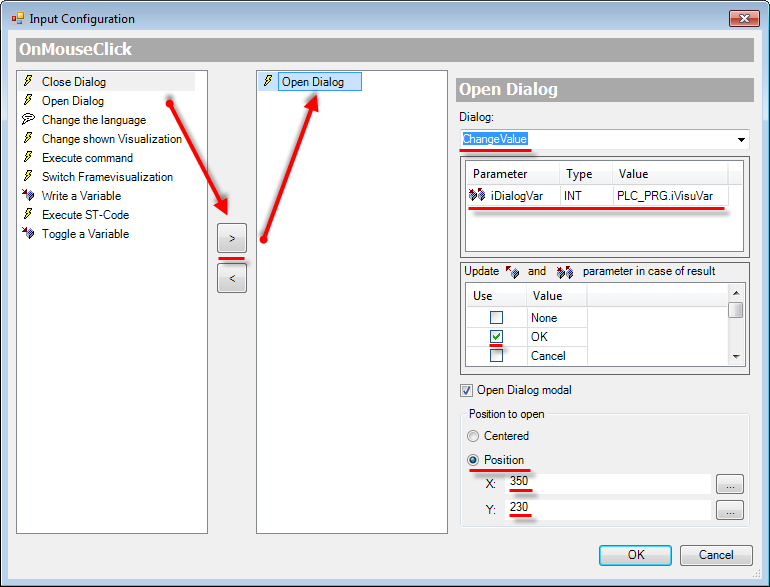 Input Configuration
OnMouseClick
Close Dialog
Open Dialog
Change the language
Change shown Visualization
Execute command
Switch Framevisualization
Write a Variable
Execute ST-Code
Toggle a Variable
>
<
Open Dialog
Open Dialog
Dialog:
ChangeValue
Parameter Type Value
iDialogVar INT PLC_PRG.iVisuVar
Update and parameter in case of result
Use Value
None
OK
Cancel
Open Dialog modal
Position to open
Centered
Position
X: 350 ...
Y: 230 ...
OK Cancel